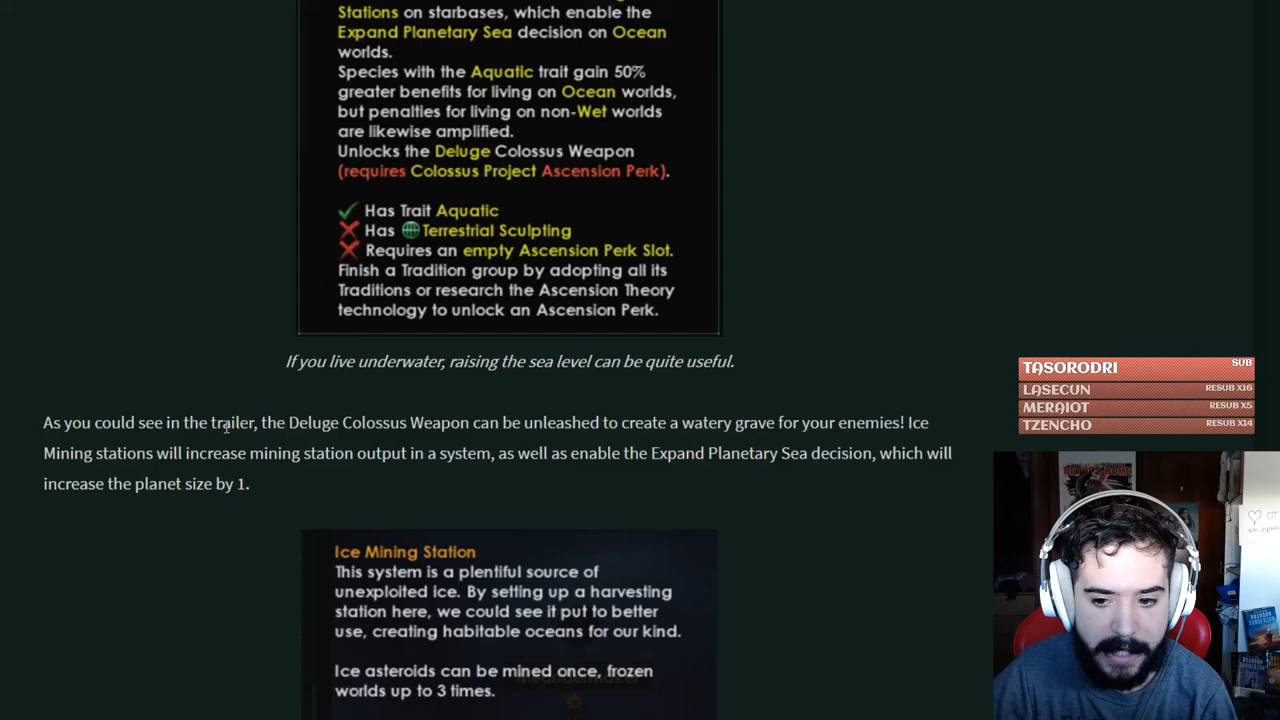 Stations on starbases, which enable the
Expand Planetary Sea decision on Ocean
worlds.
Species with the Aquatic trait gain 50%
greater benefits for living on Ocean worlds,
but penalties for living on non-Wet worlds
are likewise amplified.
Unlocks the Deluge Colossus Weapon
(requires Colossus Project Ascension Perk).
Has Trait Aquatic
Has Terrestrial Sculpting
Requires an empty Ascension Perk Slot.
Finish a Tradition group by adopting all its
Traditions or research the Ascension Theory
technology to unlock an Ascension Perk.
If you live underwater, raising the sea level can be quite useful.
As you could see in the trailer, the Deluge Colossus Weapon can be unleashed to create a watery grave for your enemies! Ice
Mining stations will increase mining station output in a system, as well as enable the Expand Planetary Sea decision, which will
increase the planet size by 1.
TASORODRI SUB
LASECUN RESUB X16
MERAIOT RESUB X5
TZENCHO RESUB X14
Ice Mining Station
This system is a plentiful source of
unexploited ice. By setting up a harvesting
station here, we could see it put to better
use, creating habitable oceans for our kind.
Ice asteroids can be mined once, frozen
worlds up to 3 times.